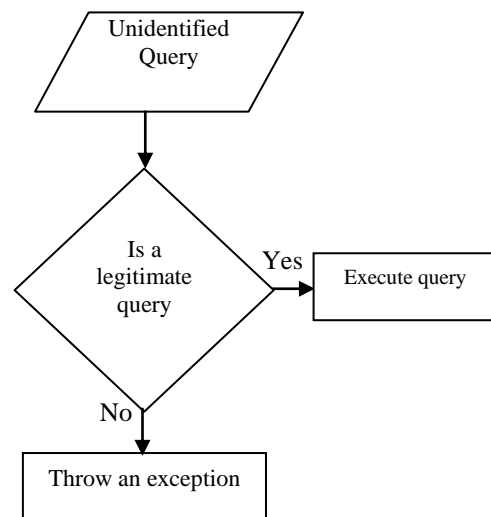 Unidentified
Query
Is a
legitimate
query
Yes
Execute query
No
Throw an exception